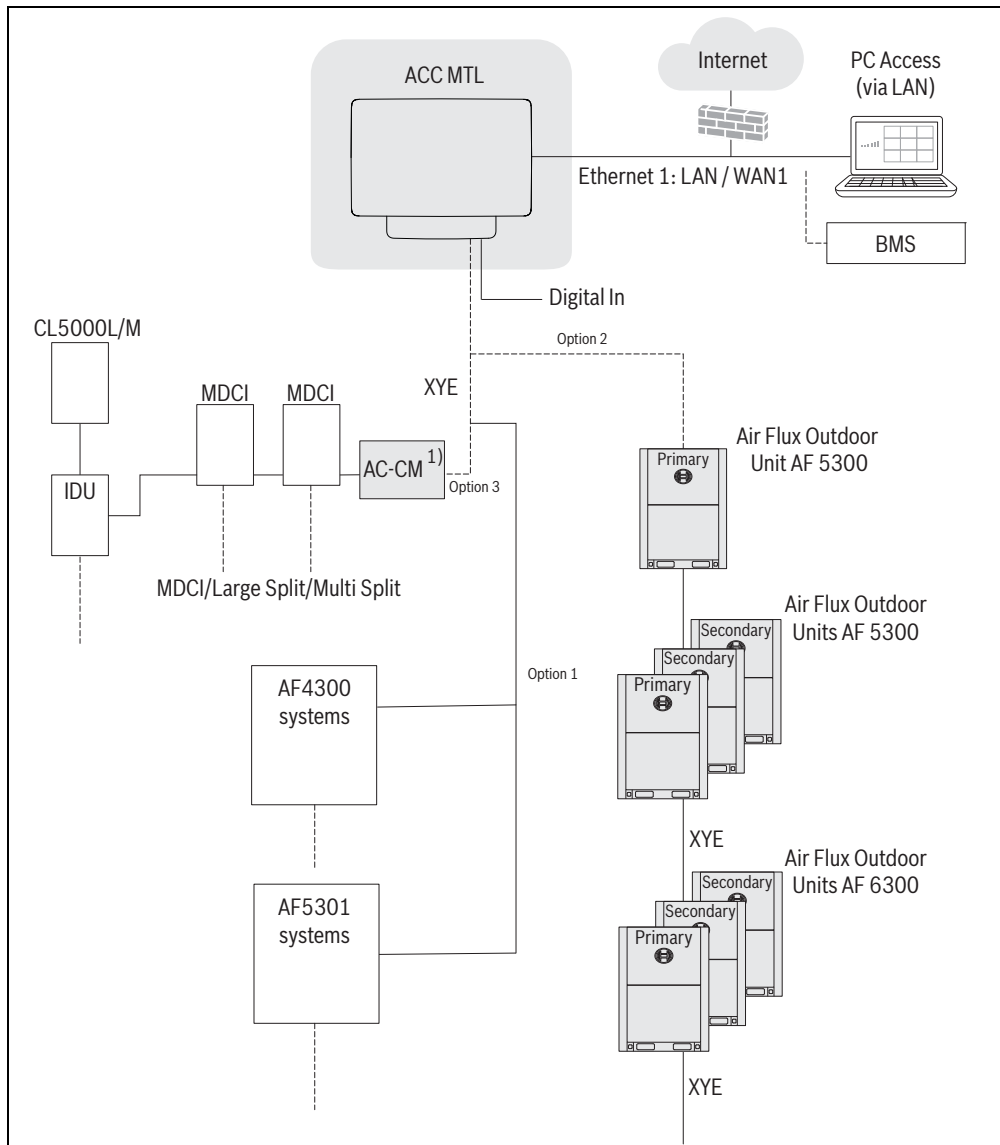 ACC MTL
Internet
PC Access
(via LAN)
Ethernet 1: LAN / WAN1
BMS
Digital In
CL5000L/M
Option 2
XYE
MDCI
MDCI
Air Flux Outdoor
Unit AF 5300
Primary
AC-CM 1)
Option 3
IDU
MDCI/Large Split/Multi Split
Air Flux Outdoor
Units AF 5300
Secondary
Secondary
Primary
Option 1
AF4300
systems
XYE
Air Flux Outdoor
Units AF 6300
Secondary
Secondary
Primary
AF5301
systems
XYE